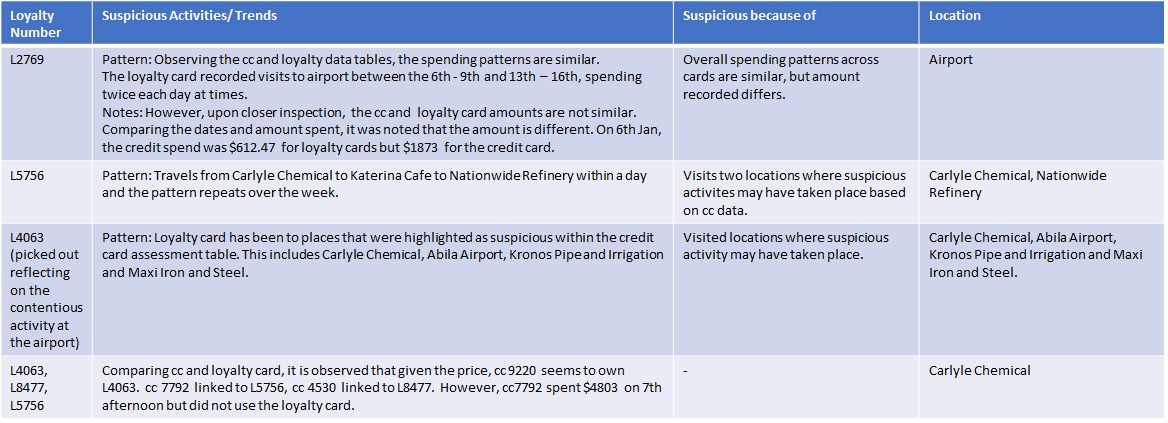 Loyalty
Number
Suspicious Activities/ Trends
Suspicious because of
Location
L2769
Pattern: Observing the cc and loyalty data tables, the spending patterns are similar.
The loyalty card recorded visits to airport between the 6th - 9th and 13th – 16th, spending
twice each day at times.
Notes: However, upon closer inspection, the cc and loyalty card amounts are not similar.
Comparing the dates and amount spent, it was noted that the amount is different. On 6th Jan,
the credit spend was $612.47 for loyalty cards but $1873 for the credit card.
Overall spending patterns across
cards are similar, but amount
recorded differs.
Airport
L5756
Pattern: Travels from Carlyle Chemical to Katerina Cafe to Nationwide Refinery within a day
and the pattern repeats over the week.
Visits two locations where suspicious
activites may have taken place based
on cc data.
Carlyle Chemical, Nationwide
Refinery
L4063
(picked out
reflecting
on the
contentious
activity at
the airport)
Pattern: Loyalty card has been to places that were highlighted as suspicious within the credit
card assessment table. This includes Carlyle Chemical, Abila Airport, Kronos Pipe and Irrigation
and Maxi Iron and Steel.
Visited locations where suspicious
activity may have taken place.
Carlyle Chemical, Abila Airport,
Kronos Pipe and Irrigation and Maxi
Iron and Steel.
L4063,
L8477,
L5756
Comparing cc and loyalty card, it is observed that given the price, cc 9220 seems to own
L4063. cc 7792 linked to L5756, cc 4530 linked to L8477. However, cc7792 spent $4803 on 7th
afternoon but did not use the loyalty card.
-
Carlyle Chemical